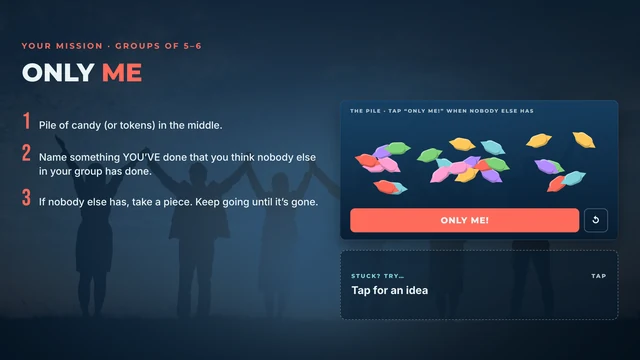 YOUR MISSION · GROUPS OF 5–6
ONLY ME
1 Pile of candy (or tokens) in the middle.
2 Name something YOU'VE done that you think nobody else
in your group has done.
3 If nobody else has, take a piece. Keep going until it's gone.
THE PILE · TAP "ONLY ME!" WHEN NOBODY ELSE HAS
ONLY ME!
STUCK? TRY…
TAP
Tap for an idea